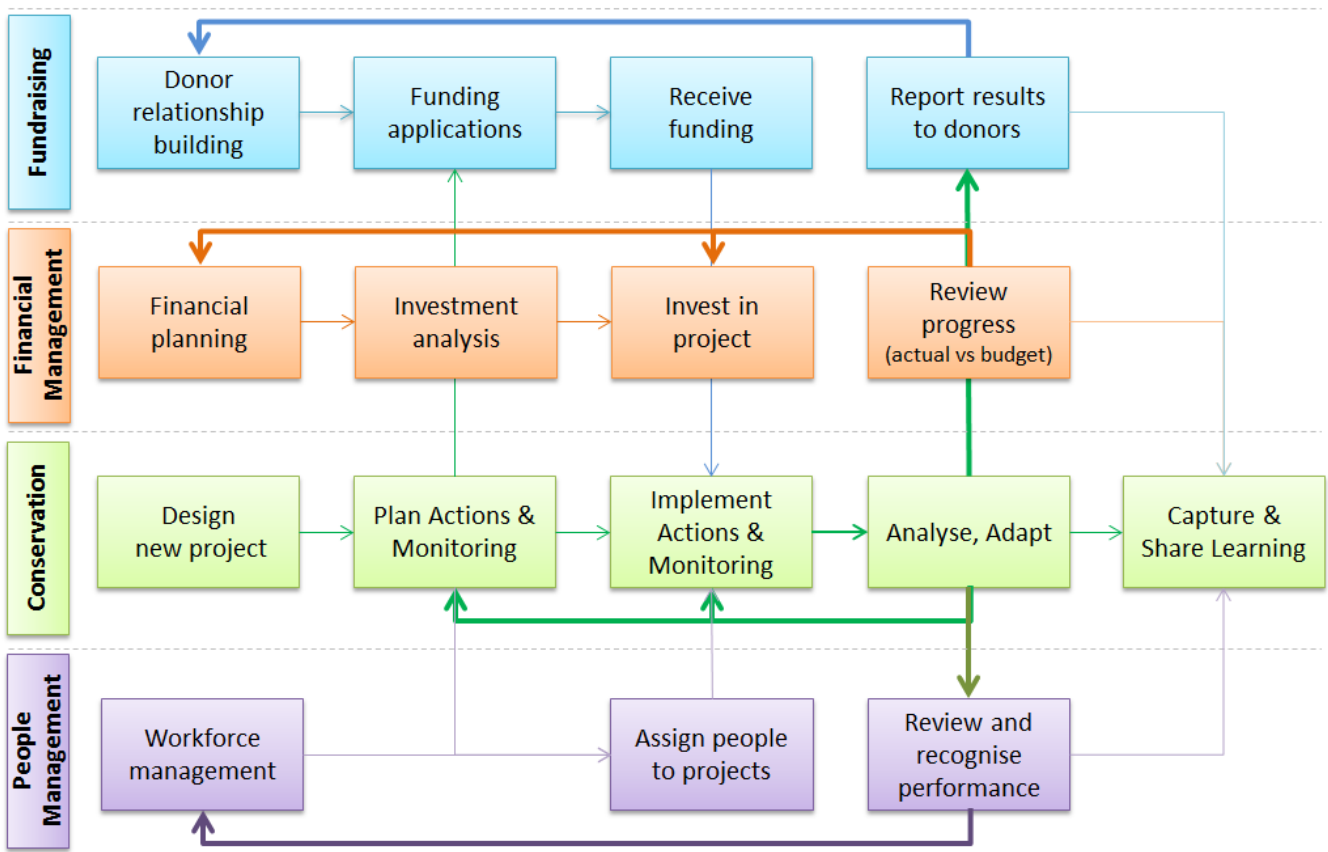 Fundraising
Donor
relationship
building
Funding
applications
Receive
funding
Report results
to donors
Financial
Management
Financial
planning
Investment
analysis
Invest in
project
Review
progress
(actual vs budget)
Conservation
Design
new project
Plan Actions &
Monitoring
Implement
Actions &
Monitoring
Analyse, Adapt
Capture &
Share Learning
People
Management
Workforce
management
Assign people
to projects
Review and
recognise
performance